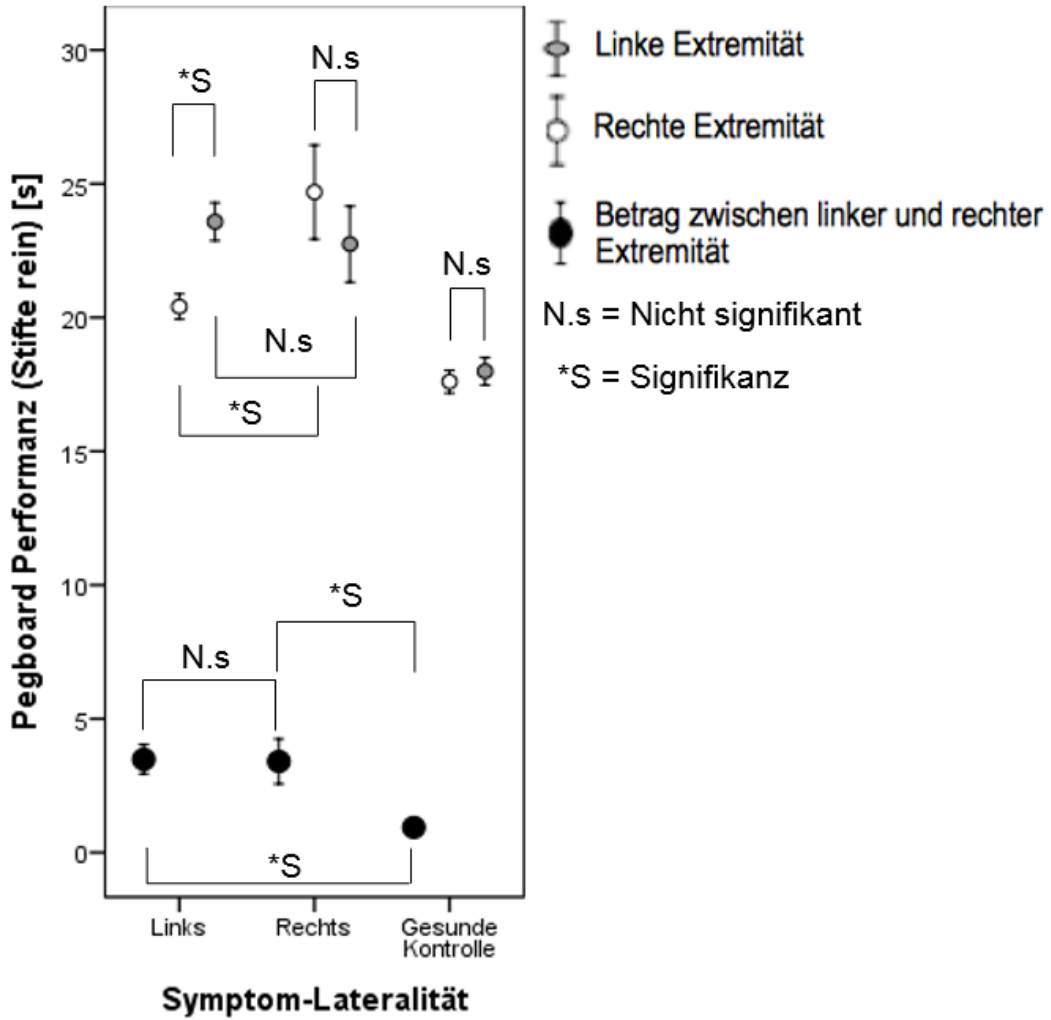 Pegboard Performanz (Stifte rein) [s]
30
25
20
15
10
5
0
*S
N.s
N.s
N.s
*S
*S
N.s
*S
Links
Rechts
Gesunde
Kontrolle
Symptom-Lateralität
Linke Extremität
Rechte Extremität
Betrag zwischen linker und rechter
Extremität
N.s = Nicht signifikant
*S = Signifikanz